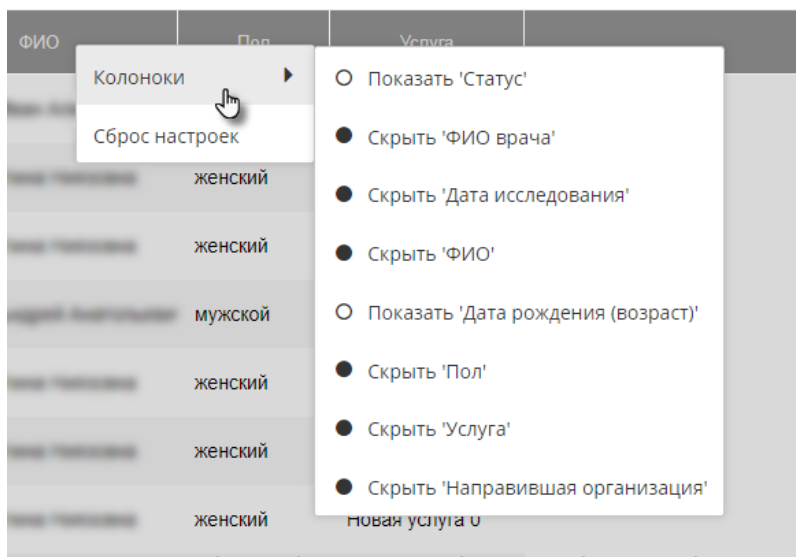 ФИО Пол Услуга
Колоноки
Сброс настроек
Показать 'Статус'
Скрыть 'ФИО врача'
Скрыть 'Дата исследования'
Скрыть 'ФИО'
Показать 'Дата рождения (возраст)'
Скрыть 'Пол'
Скрыть 'Услуга'
Скрыть 'Направившая организация'
женский
женский
мужской
женский
женский
женский Новая услуга 0